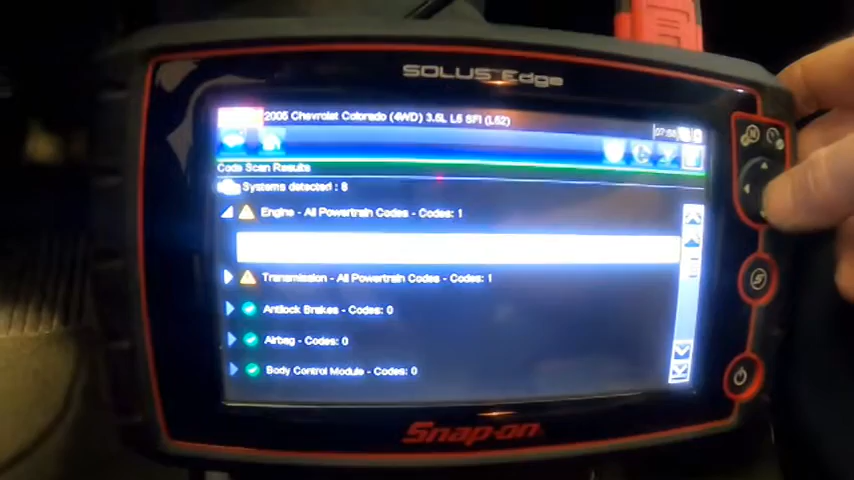 SOLUS Edge
2005 Chevrolet Colorado (4WD) 3.5L L5 SFI (L52)
Code Scan Results
Systems detected : 8
Engine - All Powertrain Codes - Codes: 1
Transmission - All Powertrain Codes - Codes: 1
Antilock Brakes - Codes: 0
Airbag - Codes: 0
Body Control Module - Codes: 0
Snap-on